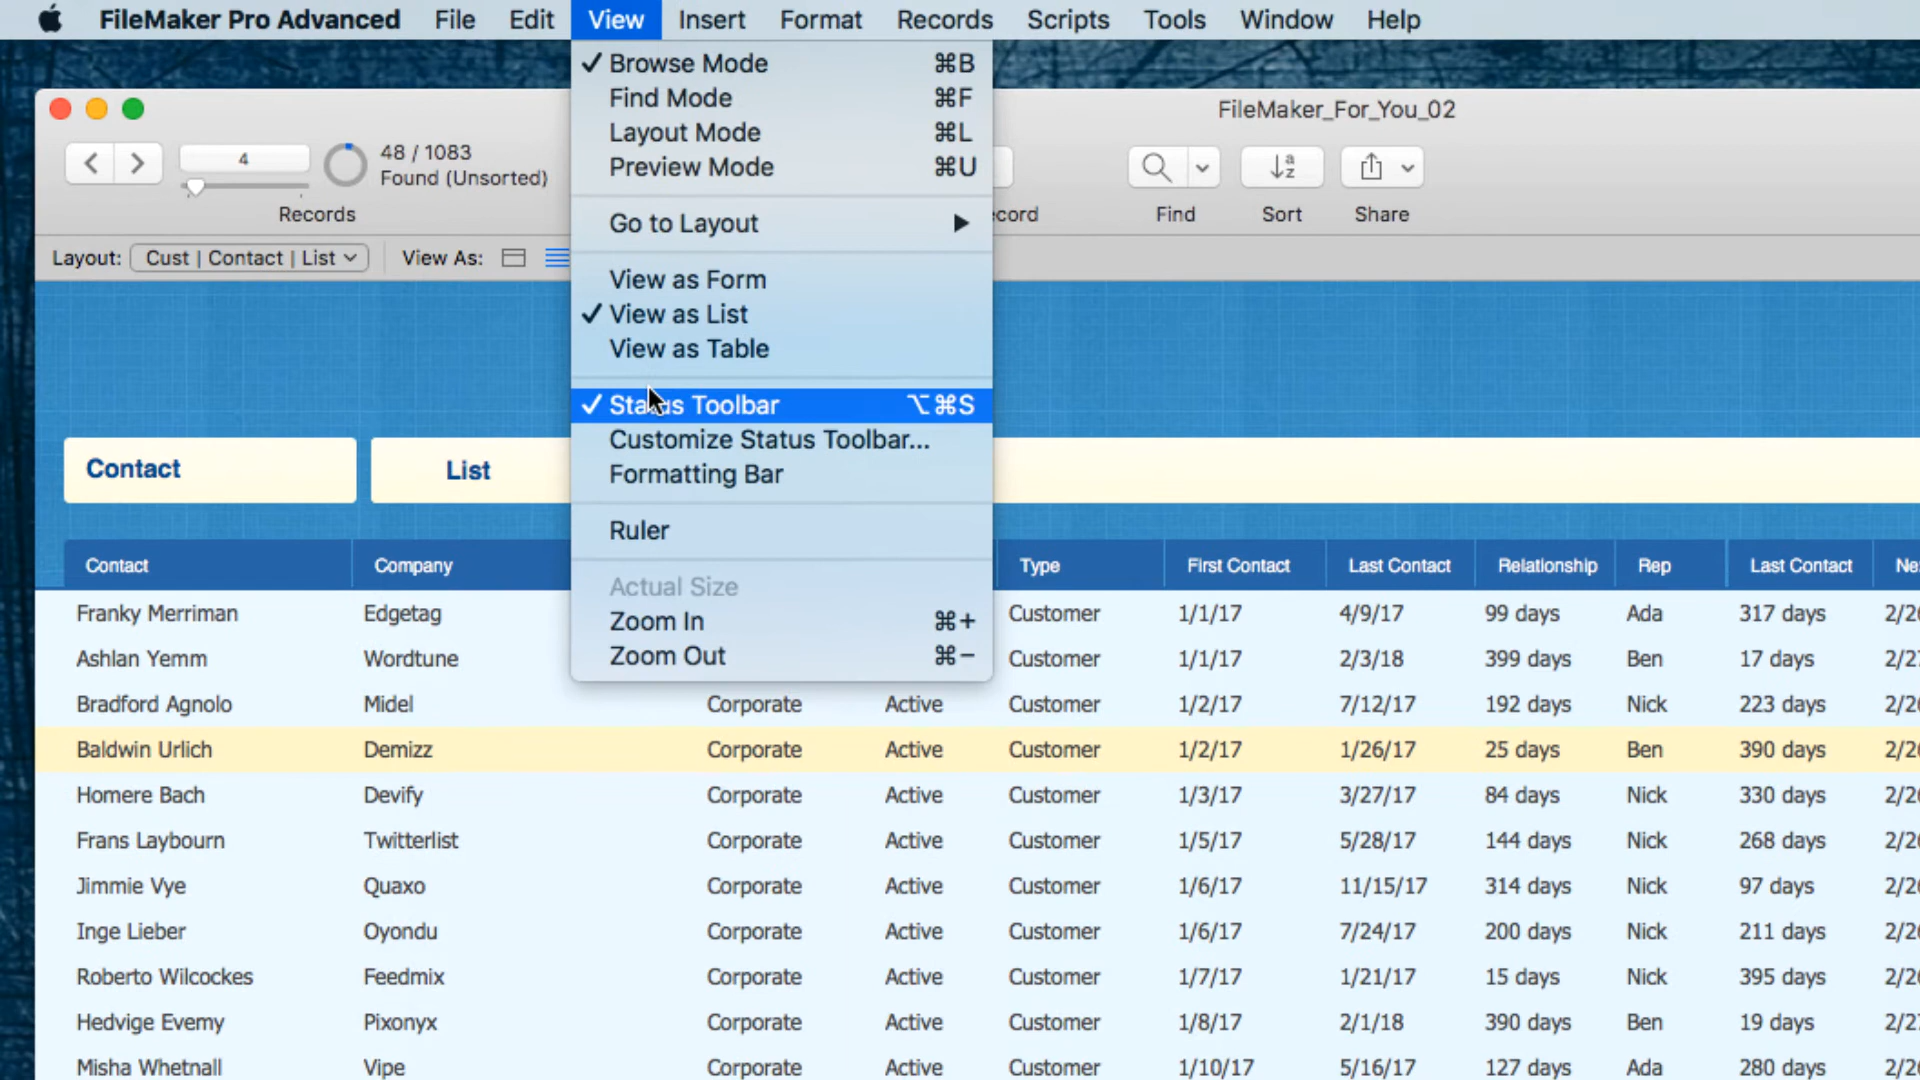 FileMaker Pro Advanced File Edit View Insert Format Records Scripts Tools Window Help
✓ Browse Mode ⌘B
Find Mode ⌘F
Layout Mode ⌘L
Preview Mode ⌘U
Go to Layout ▶
View as Form
✓ View as List
View as Table
✓ Status Toolbar ⌥⌘S
Customize Status Toolbar...
Formatting Bar
Ruler
Actual Size
Zoom In ⌘+
Zoom Out ⌘−
FileMaker_For_You_02
4
48 / 1083
Found (Unsorted)
Records
Find Sort Share
Layout: Cust | Contact | List View As:
Contact List
Contact Company Type First Contact Last Contact Relationship Rep Last Contact
Franky Merriman Edgetag Customer 1/1/17 4/9/17 99 days Ada 317 days
Ashlan Yemm Wordtune Customer 1/1/17 2/3/18 399 days Ben 17 days
Bradford Agnolo Midel Corporate Active Customer 1/2/17 7/12/17 192 days Nick 223 days
Baldwin Urlich Demizz Corporate Active Customer 1/2/17 1/26/17 25 days Ben 390 days
Homere Bach Devify Corporate Active Customer 1/3/17 3/27/17 84 days Nick 330 days
Frans Laybourn Twitterlist Corporate Active Customer 1/5/17 5/28/17 144 days Nick 268 days
Jimmie Vye Quaxo Corporate Active Customer 1/6/17 11/15/17 314 days Nick 97 days
Inge Lieber Oyondu Corporate Active Customer 1/6/17 7/24/17 200 days Nick 211 days
Roberto Wilcockes Feedmix Corporate Active Customer 1/7/17 1/21/17 15 days Nick 395 days
Hedvige Evemy Pixonyx Corporate Active Customer 1/8/17 2/1/18 390 days Ben 19 days
Misha Whetnall Vipe Corporate Active Customer 1/10/17 5/16/17 127 days Ada 280 days